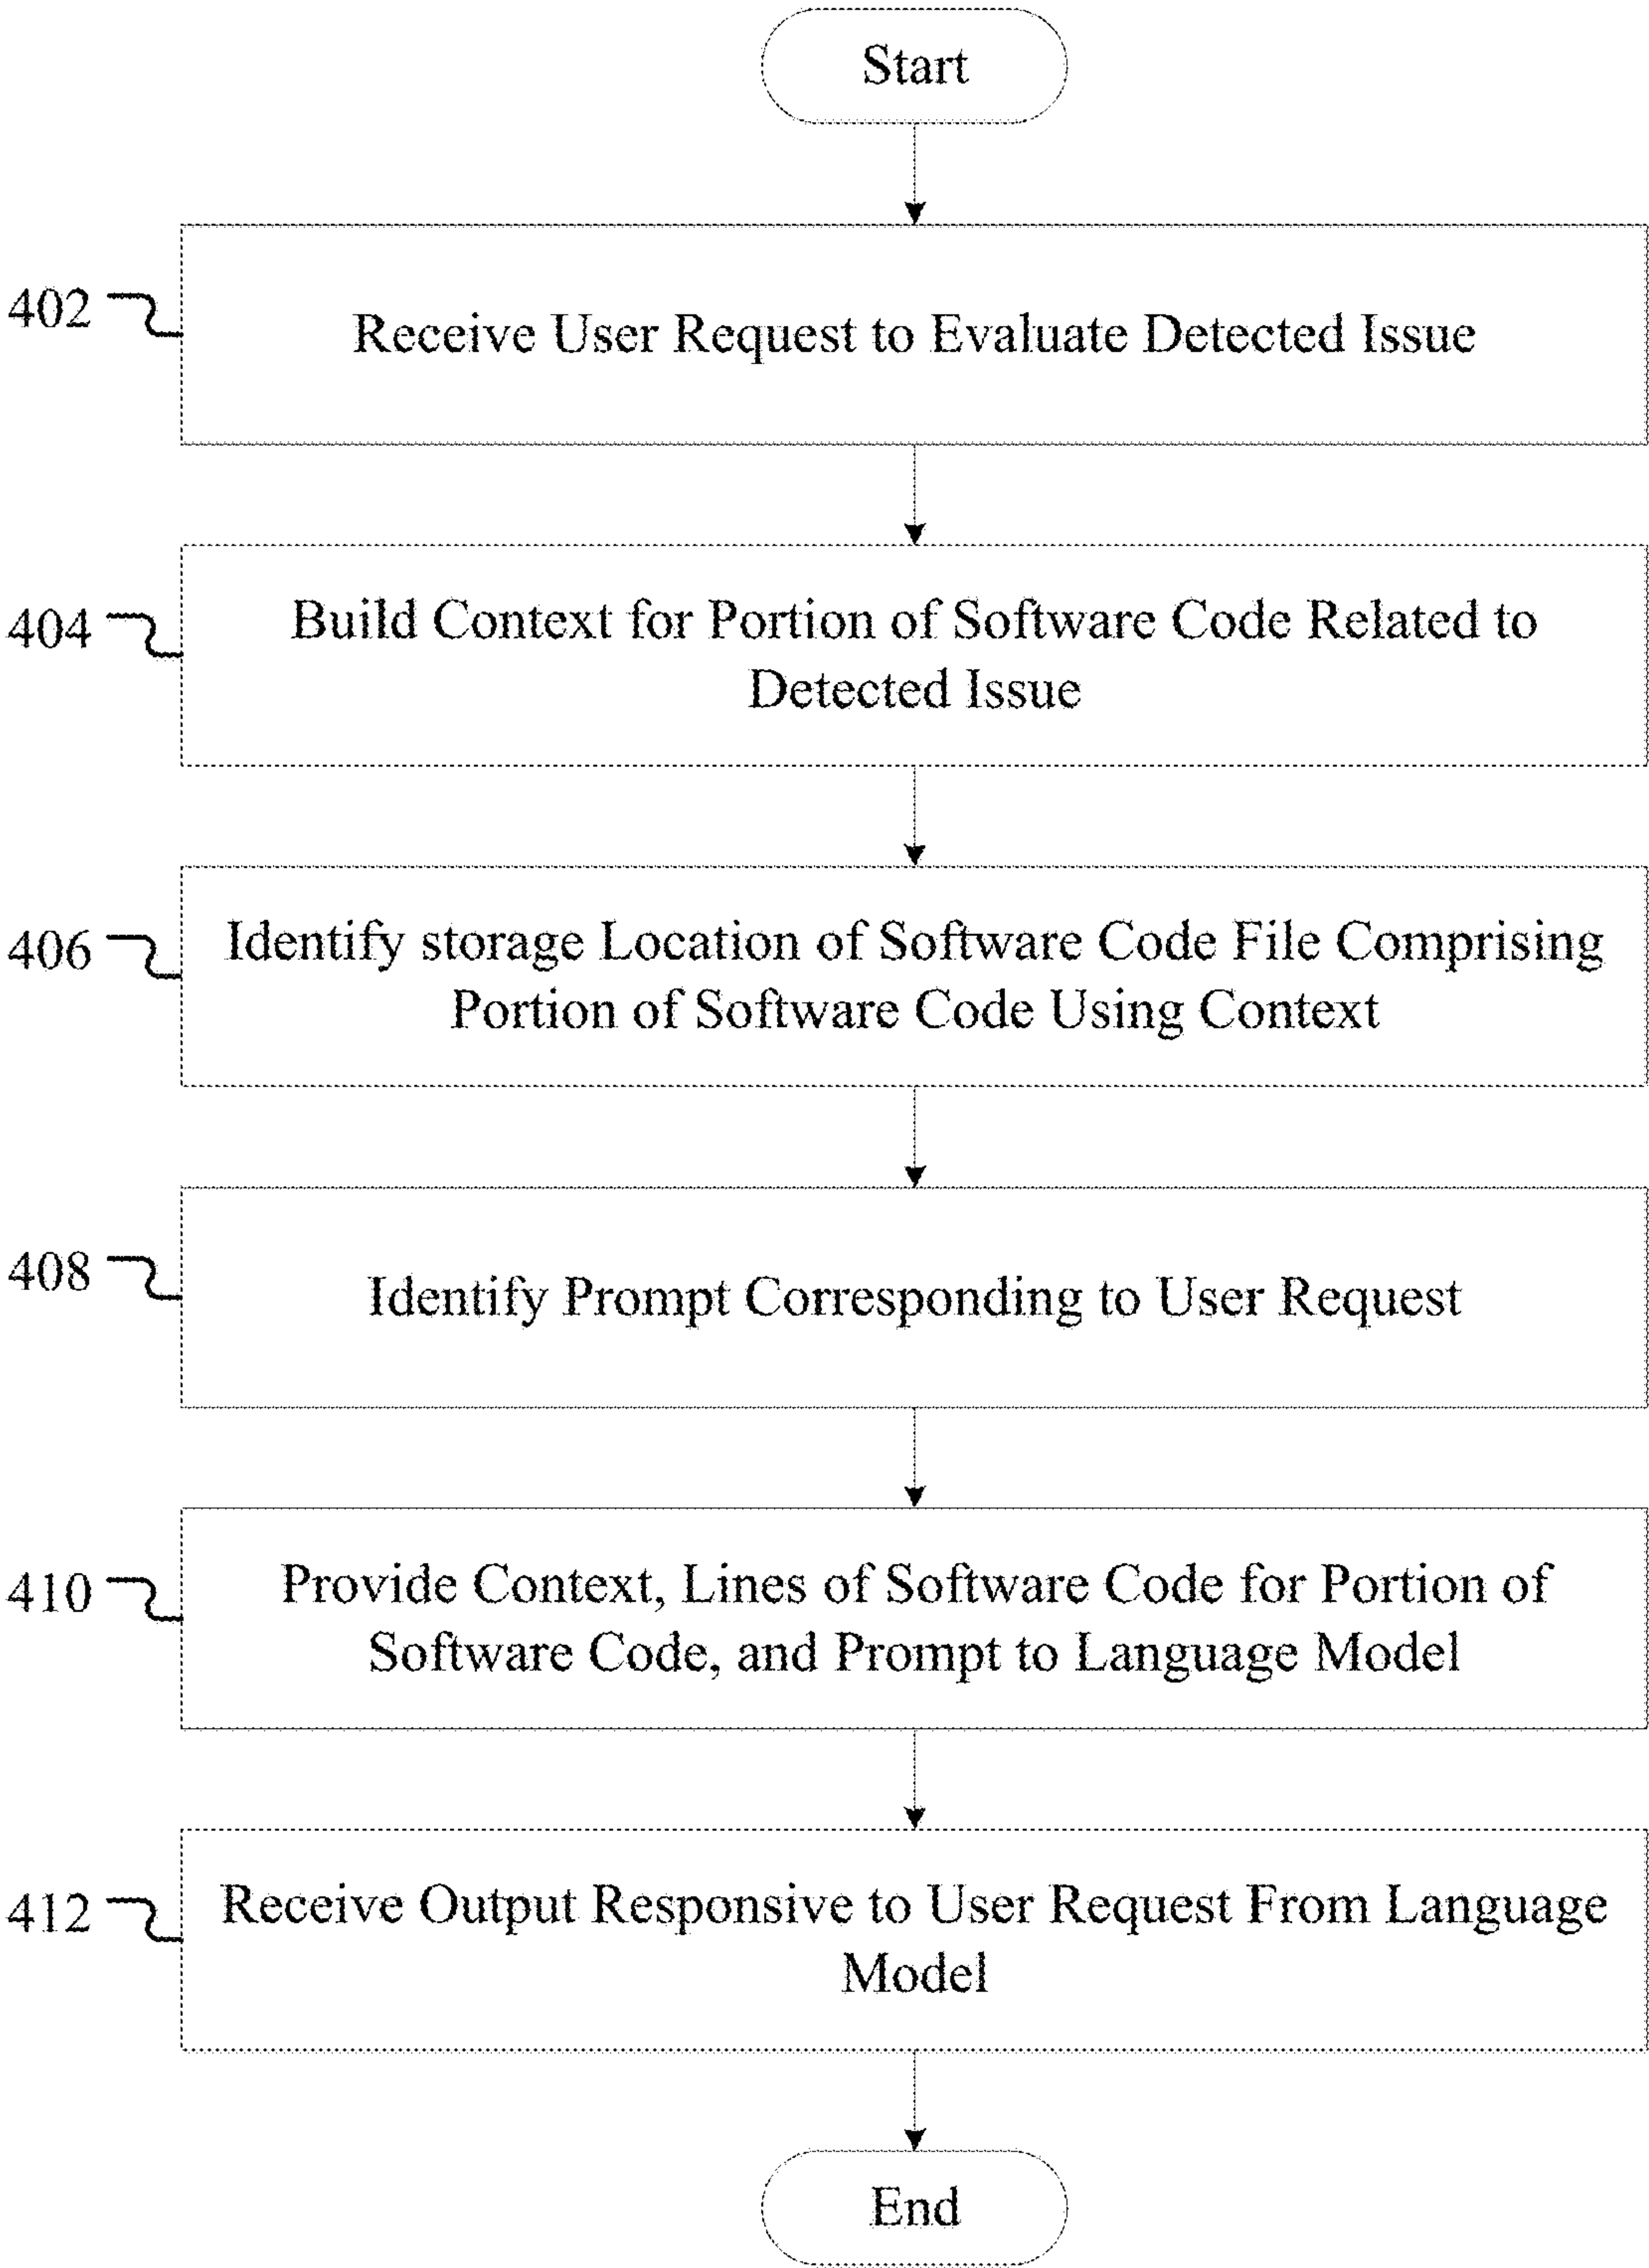 Start
402
Receive User Request to Evaluate Detected Issue
404
Build Context for Portion of Software Code Related to
Detected Issue
406
Identify storage Location of Software Code File Comprising
Portion of Software Code Using Context
408
Identify Prompt Corresponding to User Request
410
Provide Context, Lines of Software Code for Portion of
Software Code, and Prompt to Language Model
412
Receive Output Responsive to User Request From Language
Model
End